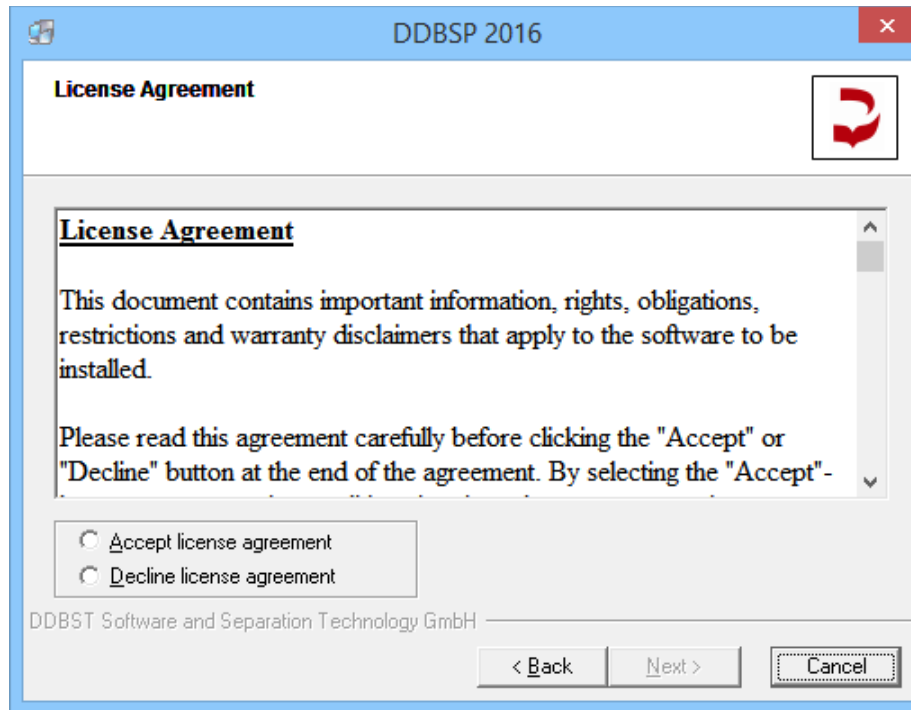 DDBSP 2016
License Agreement
License Agreement
This document contains important information, rights, obligations,
restrictions and warranty disclaimers that apply to the software to be
installed.
Please read this agreement carefully before clicking the "Accept" or
"Decline" button at the end of the agreement. By selecting the "Accept"-
Accept license agreement
Decline license agreement
DDBST Software and Separation Technology GmbH
< Back
Next >
Cancel